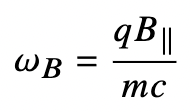 ω_B = qB_∥ / mc